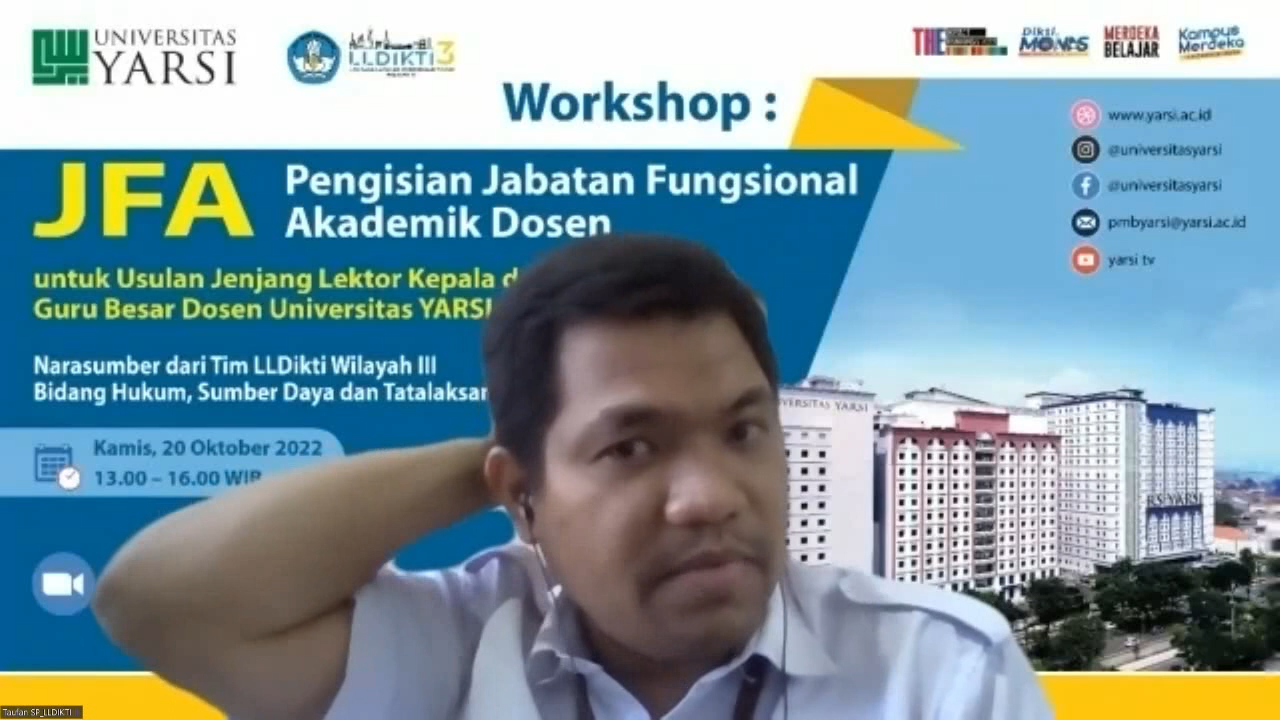 UNIVERSITAS
YARSI
LLDIKTI 3
THE
MERDEKA
BELAJAR
Kampus
Merdeka
Workshop :
JFA
Pengisian Jabatan Fungsional
Akademik Dosen
untuk Usulan Jenjang Lektor Kepala
Guru Besar Dosen Universitas YARSI
Narasumber dari Tim LLDikti Wilayah III
Bidang Hukum, Sumber Daya dan Tatalaksan
Kamis, 20 Oktober 2022
13.00 – 16.00 WIB
www.yarsi.ac.id
@universitasyarsi
@universitasyarsi
pmbyarsi@yarsi.ac.id
yarsi tv
UNIVERSITAS YARSI
RS YARSI
Taufan SP_LLDIKTI